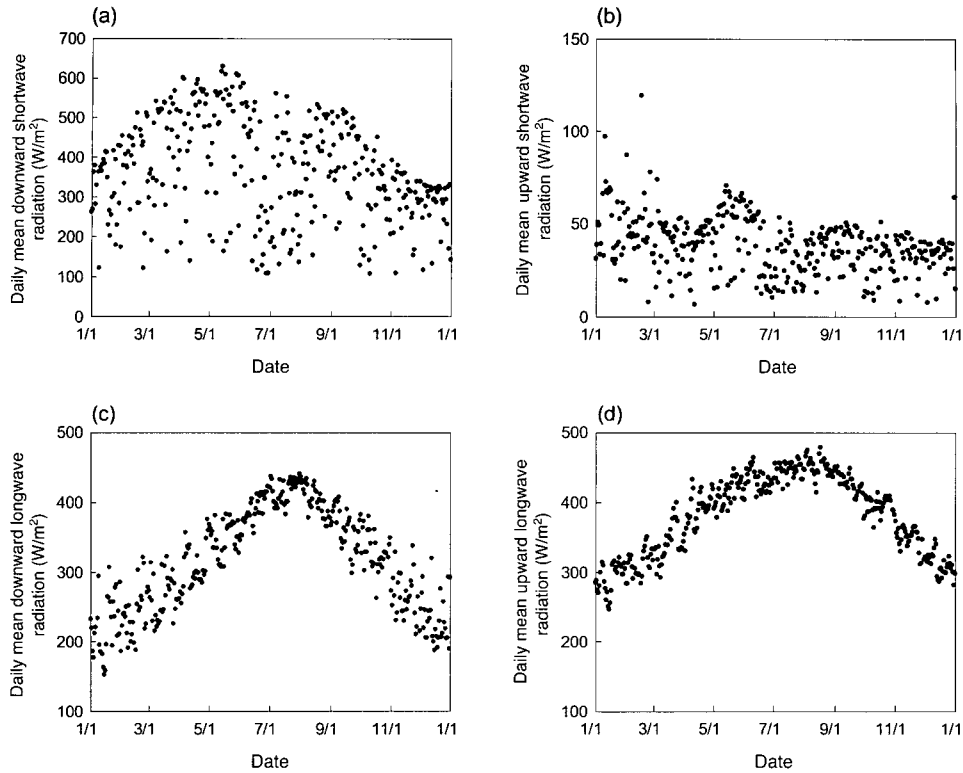 (a)
Daily mean downward shortwave
radiation (W/m²)
700
600
500
400
300
200
100
0
1/1 3/1 5/1 7/1 9/1 11/1 1/1
Date
(b)
Daily mean upward shortwave
radiation (W/m²)
150
100
50
0
1/1 3/1 5/1 7/1 9/1 11/1 1/1
Date
(c)
Daily mean downward longwave
radiation (W/m²)
500
400
300
200
100
1/1 3/1 5/1 7/1 9/1 11/1 1/1
Date
(d)
Daily mean upward longwave
radiation (W/m²)
500
400
300
200
100
1/1 3/1 5/1 7/1 9/1 11/1 1/1
Date